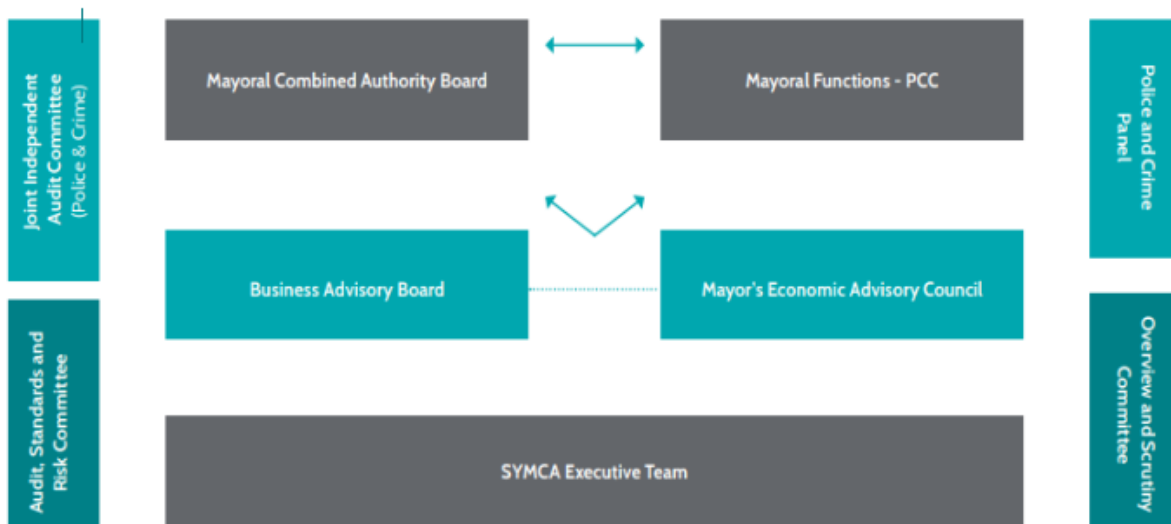 Joint Independent
Audit Committee
(Police & Crime)
Mayoral Combined Authority Board
Mayoral Functions - PCC
Police and Crime
Panel
Business Advisory Board
Mayor's Economic Advisory Council
Audit, Standards and
Risk Committee
SYMCA Executive Team
Overview and Scrutiny
Committee